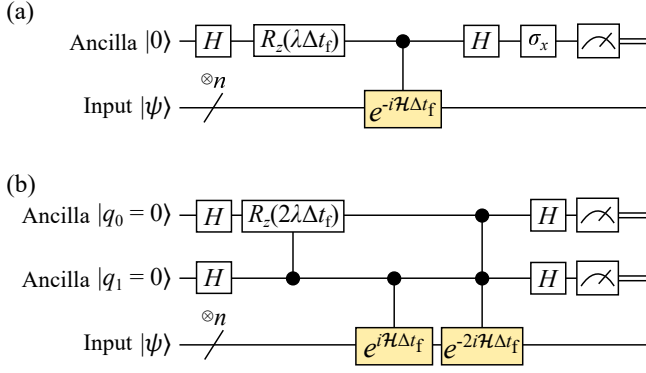 (a)
Ancilla |0⟩ H R_z(λΔt_f) H σ_x
⊗n
Input |ψ⟩ e^{-iℋΔt_f}
(b)
Ancilla |q_0 = 0⟩ H R_z(2λΔt_f) H
Ancilla |q_1 = 0⟩ H H
⊗n
Input |ψ⟩ e^{iℋΔt_f} e^{-2iℋΔt_f}